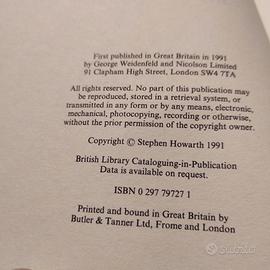 First published in Great Britain in 1991
by George Weidenfeld and Nicolson Limited
91 Clapham High Street, London SW4 7TA
All rights reserved. No part of this publication may
be reproduced, stored in a retrieval system, or
transmitted in any form or by any means, electronic,
mechanical, photocopying, recording or otherwise,
without the prior permission of the copyright owner.
Copyright © Stephen Howarth 1991
British Library Cataloguing-in-Publication
Data is available on request.
ISBN 0 297 79727 1
Printed and bound in Great Britain by
Butler & Tanner Ltd, Frome and London
subito